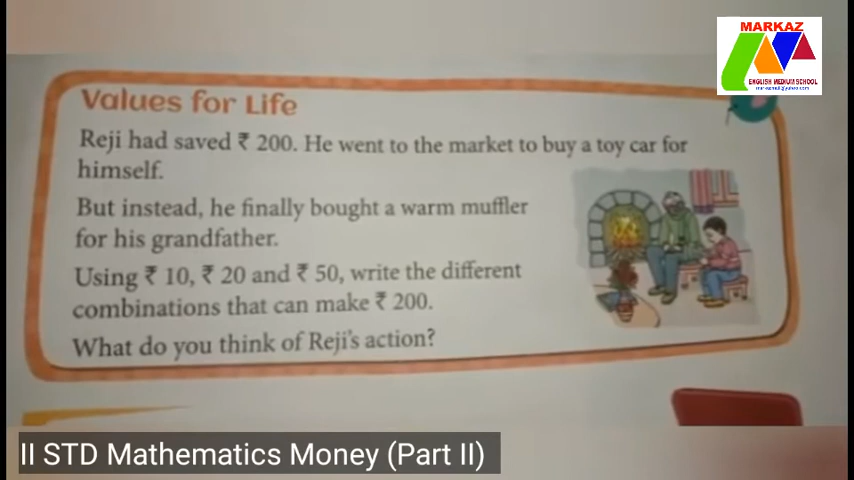 MARKAZ
ENGLISH MEDIUM SCHOOL
Values for Life
Reji had saved ₹ 200. He went to the market to buy a toy car for
himself.
But instead, he finally bought a warm muffler
for his grandfather.
Using ₹ 10, ₹ 20 and ₹ 50, write the different
combinations that can make ₹ 200.
What do you think of Reji's action?
II STD Mathematics Money (Part II)